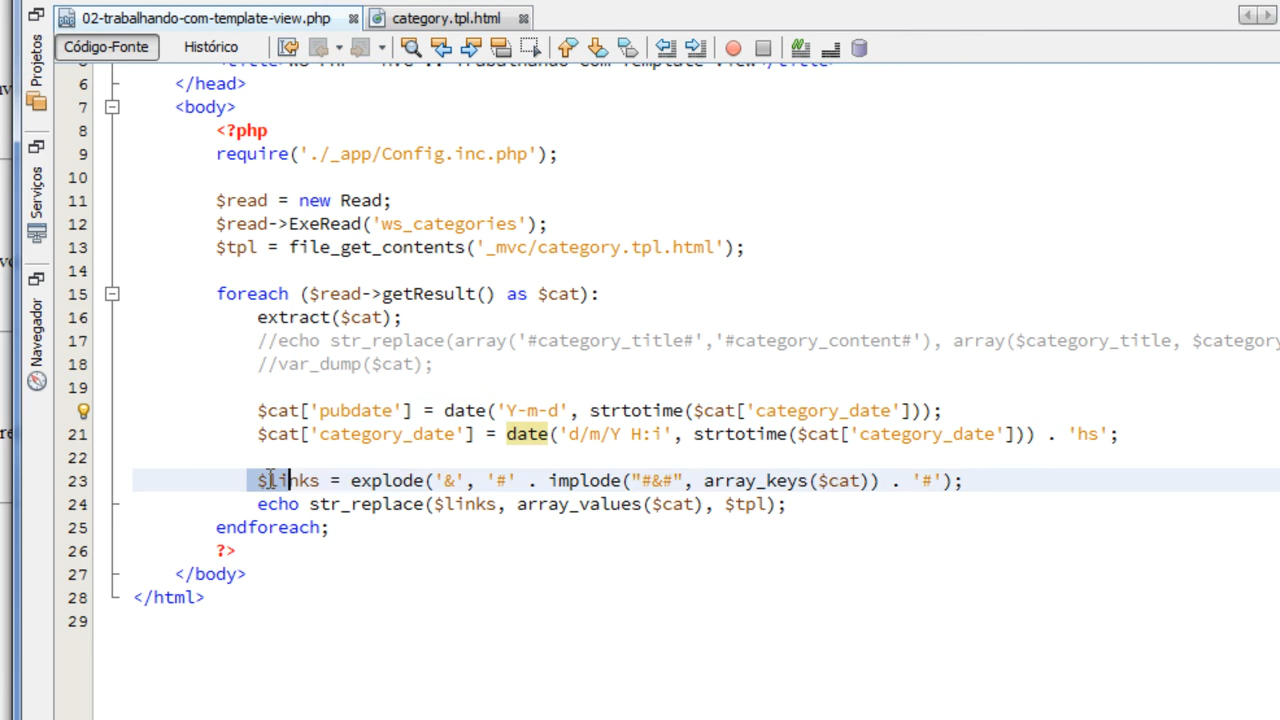 02-trabalhando-com-template-view.php
category.tpl.html
Código-Fonte
Histórico
Projetos
Serviços
Navegador
6 </head>
7 <body>
8 <?php
9 require('./_app/Config.inc.php');
10
11 $read = new Read;
12 $read->ExeRead('ws_categories');
13 $tpl = file_get_contents('_mvc/category.tpl.html');
14
15 foreach ($read->getResult() as $cat):
16 extract($cat);
17 //echo str_replace(array('#category_title#','#category_content#'), array($category_title, $category
18 //var_dump($cat);
19
20 $cat['pubdate'] = date('Y-m-d', strtotime($cat['category_date']));
21 $cat['category_date'] = date('d/m/Y H:i', strtotime($cat['category_date'])) . 'hs';
22
23 $links = explode('&', '#' . implode("#&#", array_keys($cat)) . '#');
24 echo str_replace($links, array_values($cat), $tpl);
25 endforeach;
26 ?>
27 </body>
28 </html>
29